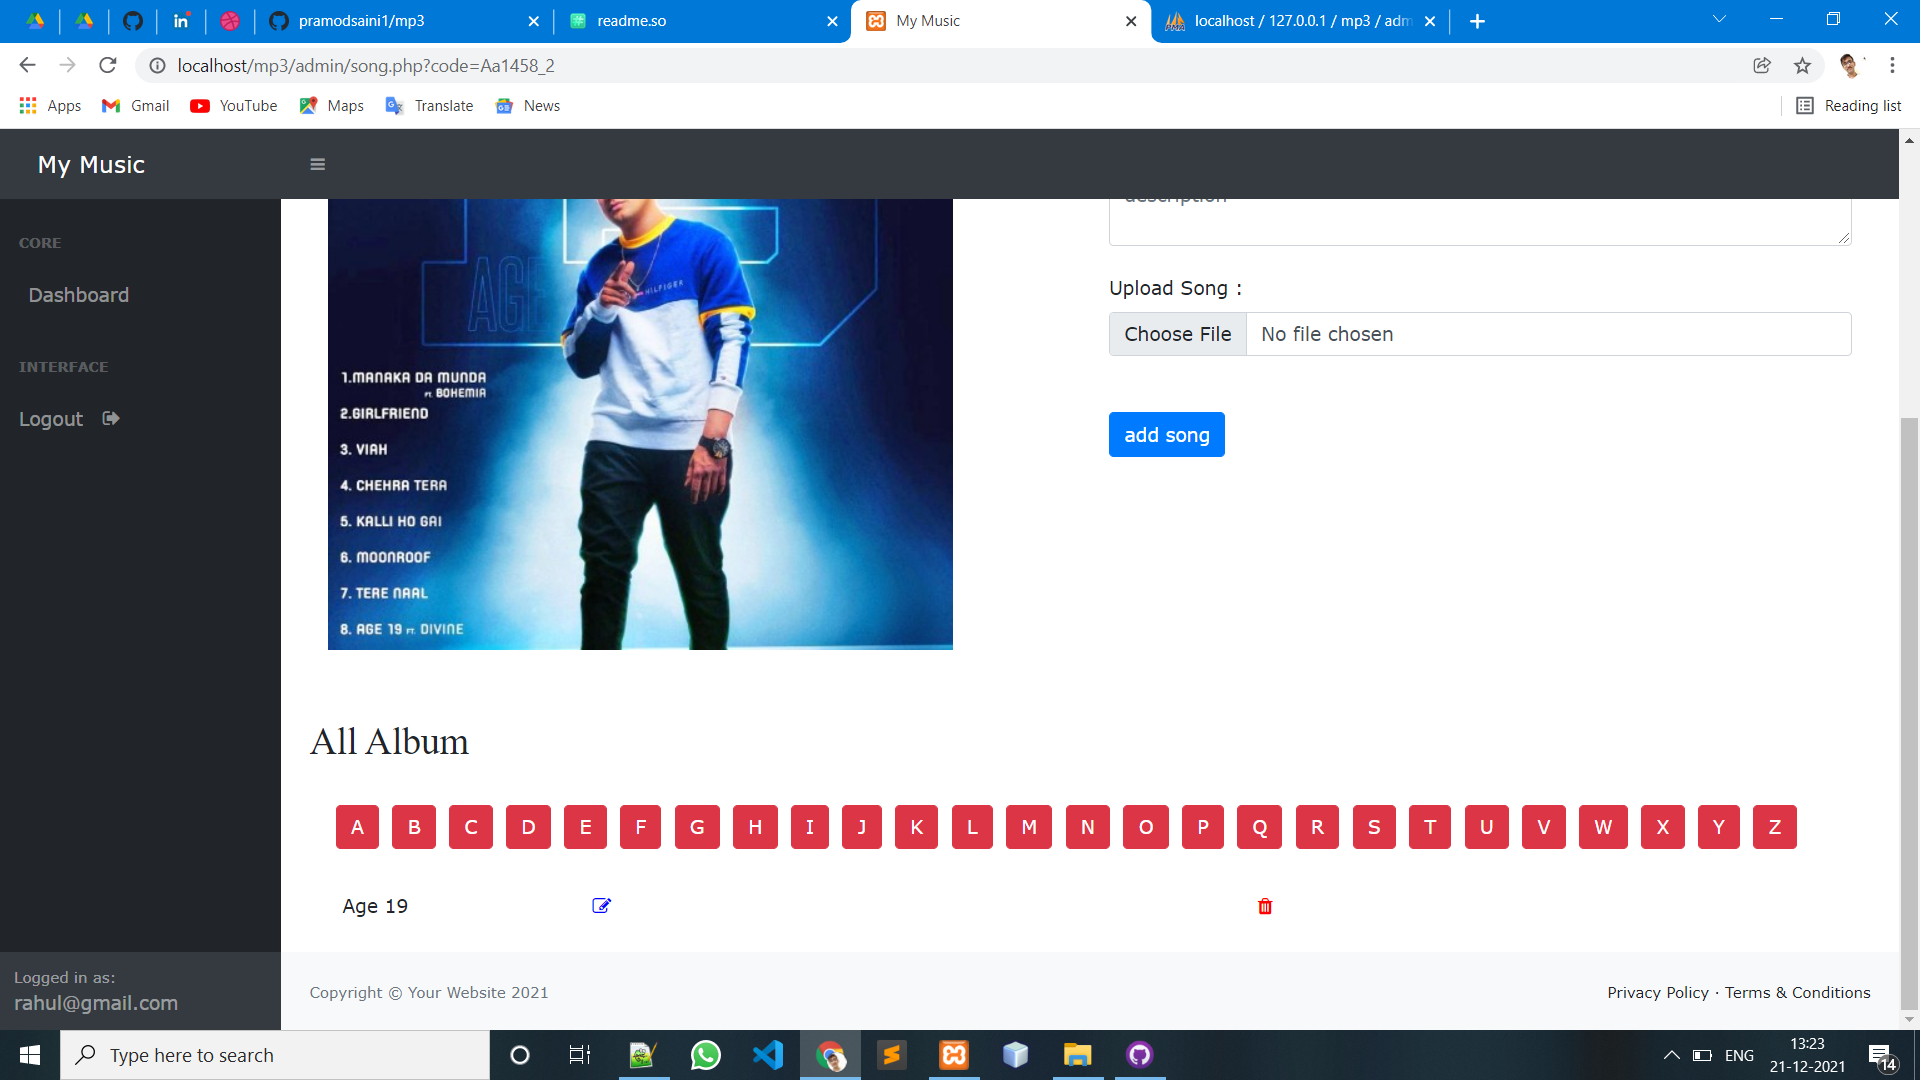 pramodsaini1/mp3
readme.so
My Music
localhost / 127.0.0.1 / mp3 / adm
localhost/mp3/admin/song.php?code=Aa1458_2
Apps
Gmail
YouTube
Maps
Translate
News
Reading list
My Music
CORE
Dashboard
INTERFACE
Logout
Logged in as:
rahul@gmail.com
AGE
HILFIGER
1.MANAKA DA MUNDA
FT. BOHEMIA
2.GIRLFRIEND
3. VIAH
4. CHEHRA TERA
5. KALLI HO GAI
6. MOONROOF
7. TERE NAAL
8. AGE 19 FT. DIVINE
description
Upload Song :
Choose File No file chosen
add song
All Album
A B C D E F G H I J K L M N O P Q R S T U V W X Y Z
Age 19
Copyright © Your Website 2021
Privacy Policy · Terms & Conditions
Type here to search
ENG
13:23
21-12-2021
14